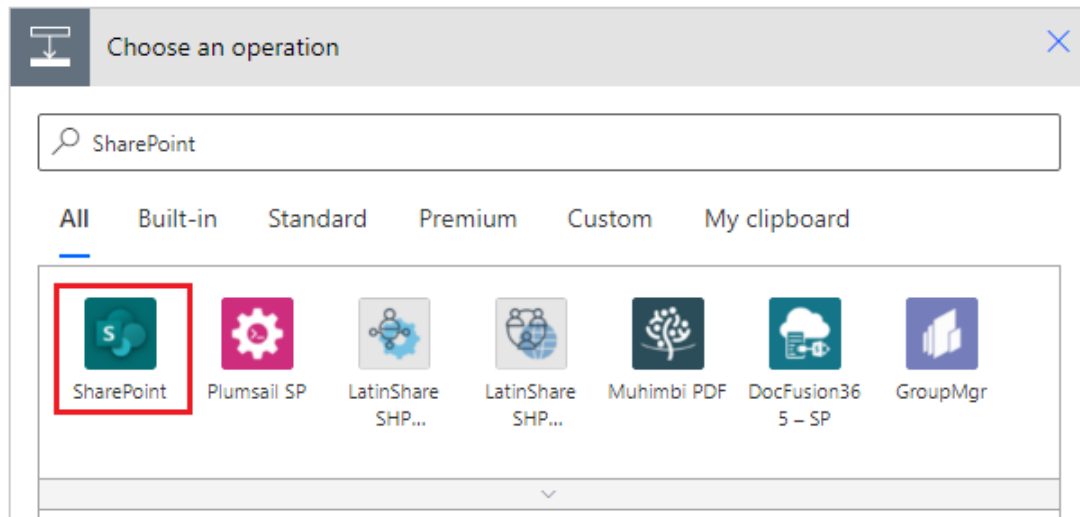 Choose an operation
SharePoint
All Built-in Standard Premium Custom My clipboard
S
SharePoint Plumsail SP LatinShare LatinShare Muhimbi PDF DocFusion36 GroupMgr
SHP... SHP... 5 – SP